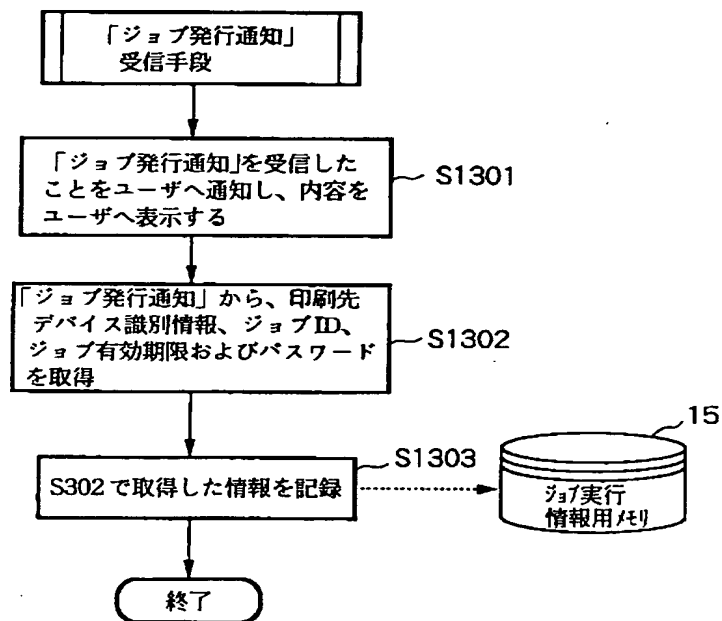 「ジョブ発行通知」
受信手段
「ジョブ発行通知」を受信した
ことをユーザへ通知し、内容を
ユーザへ表示する
S1301
「ジョブ発行通知」から、印刷先
デバイス識別情報、ジョブID、
ジョブ有効期限およびパスワード
を取得
S1302
S302で取得した情報を記録
S1303
15
ジョブ実行
情報用メモリ
終了